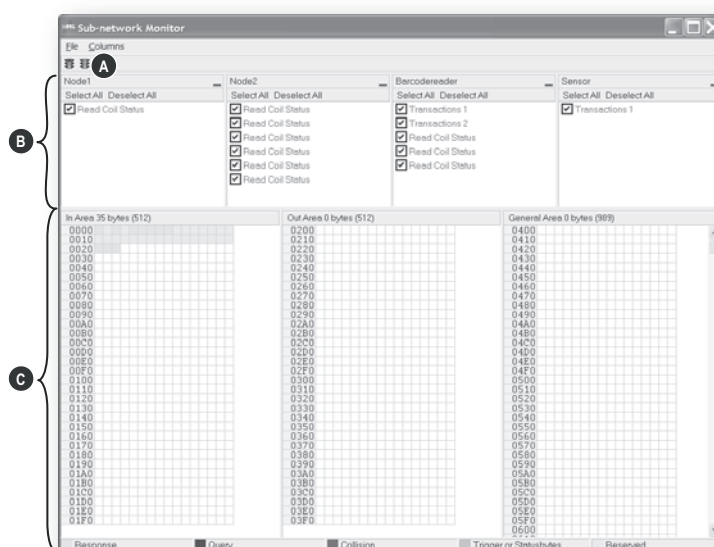 Sub-network Monitor
File Columns
A
Node1 Node2 Barcodereader Sensor
Select All Deselect All Select All Deselect All Select All Deselect All Select All Deselect All
Read Coil Status Read Coil Status Transactions 1 Transactions 1
Read Coil Status Transactions 2
Read Coil Status Read Coil Status
Read Coil Status Read Coil Status
Read Coil Status Read Coil Status
Read Coil Status
B
In Area 35 bytes (512) Out Area 0 bytes (512) General Area 0 bytes (989)
0000 0200 0400
0010 0210 0410
0020 0220 0420
0030 0230 0430
0040 0240 0440
0050 0250 0450
0060 0260 0460
0070 0270 0470
0080 0280 0480
0090 0290 0490
00A0 02A0 04A0
00B0 02B0 04B0
00C0 02C0 04C0
00D0 02D0 04D0
00E0 02E0 04E0
00F0 02F0 04F0
0100 0300 0500
0110 0310 0510
0120 0320 0520
0130 0330 0530
0140 0340 0540
0150 0350 0550
0160 0360 0560
0170 0370 0570
0180 0380 0580
0190 0390 0590
01A0 03A0 05A0
01B0 03B0 05B0
01C0 03C0 05C0
01D0 03D0 05D0
01E0 03E0 05E0
01F0 03F0 05F0
0600
C
Response Query Collision Trigger or Statusbytes Reserved